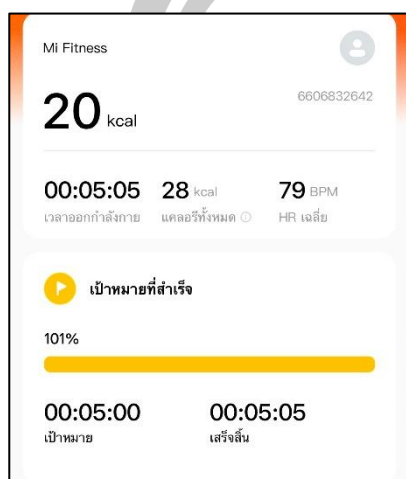 Mi Fitness
20 kcal
6606832642
00:05:05 28 kcal 79 BPM
เวลาออกกำลังกาย แคลอรีทั้งหมด HR เฉลี่ย
เป้าหมายที่สำเร็จ
101%
00:05:00 00:05:05
เป้าหมาย เสร็จสิ้น